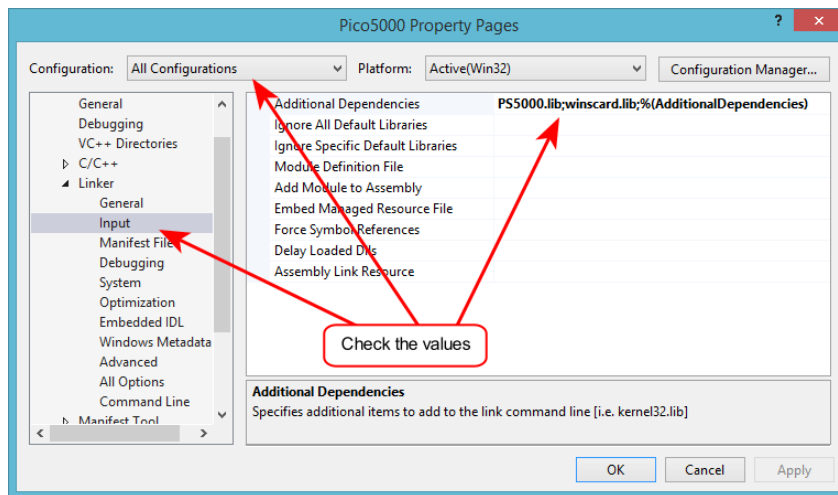 Pico5000 Property Pages
?
×
Configuration: All Configurations Platform: Active(Win32) Configuration Manager...
General
Debugging
VC++ Directories
C/C++
Linker
General
Input
Manifest File
Debugging
System
Optimization
Embedded IDL
Windows Metadata
Advanced
All Options
Command Line
Manifest Tool
Additional Dependencies PS5000.lib;winscard.lib;%(AdditionalDependencies)
Ignore All Default Libraries
Ignore Specific Default Libraries
Module Definition File
Add Module to Assembly
Embed Managed Resource File
Force Symbol References
Delay Loaded Dlls
Assembly Link Resource
Check the values
Additional Dependencies
Specifies additional items to add to the link command line [i.e. kernel32.lib]
OK Cancel Apply